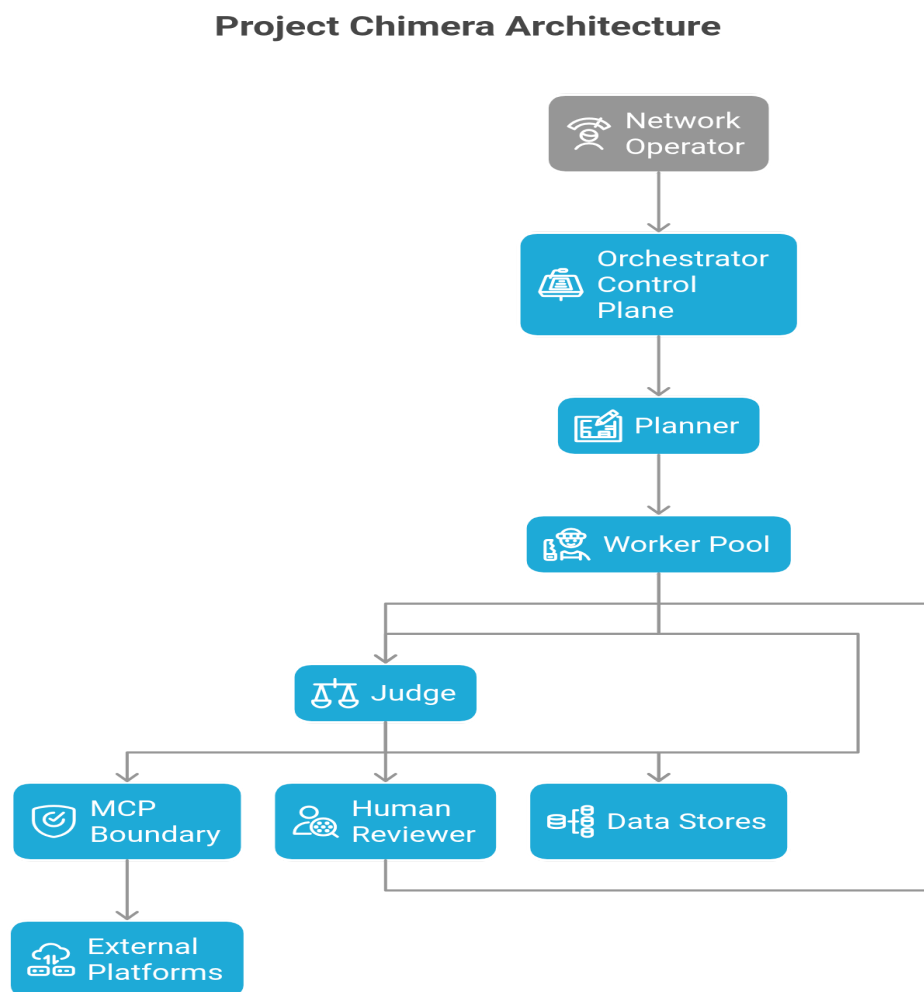 Project Chimera Architecture
Network
Operator
Orchestrator
Control
Plane
Planner
Worker Pool
Judge
MCP
Boundary
Human
Reviewer
Data Stores
External
Platforms